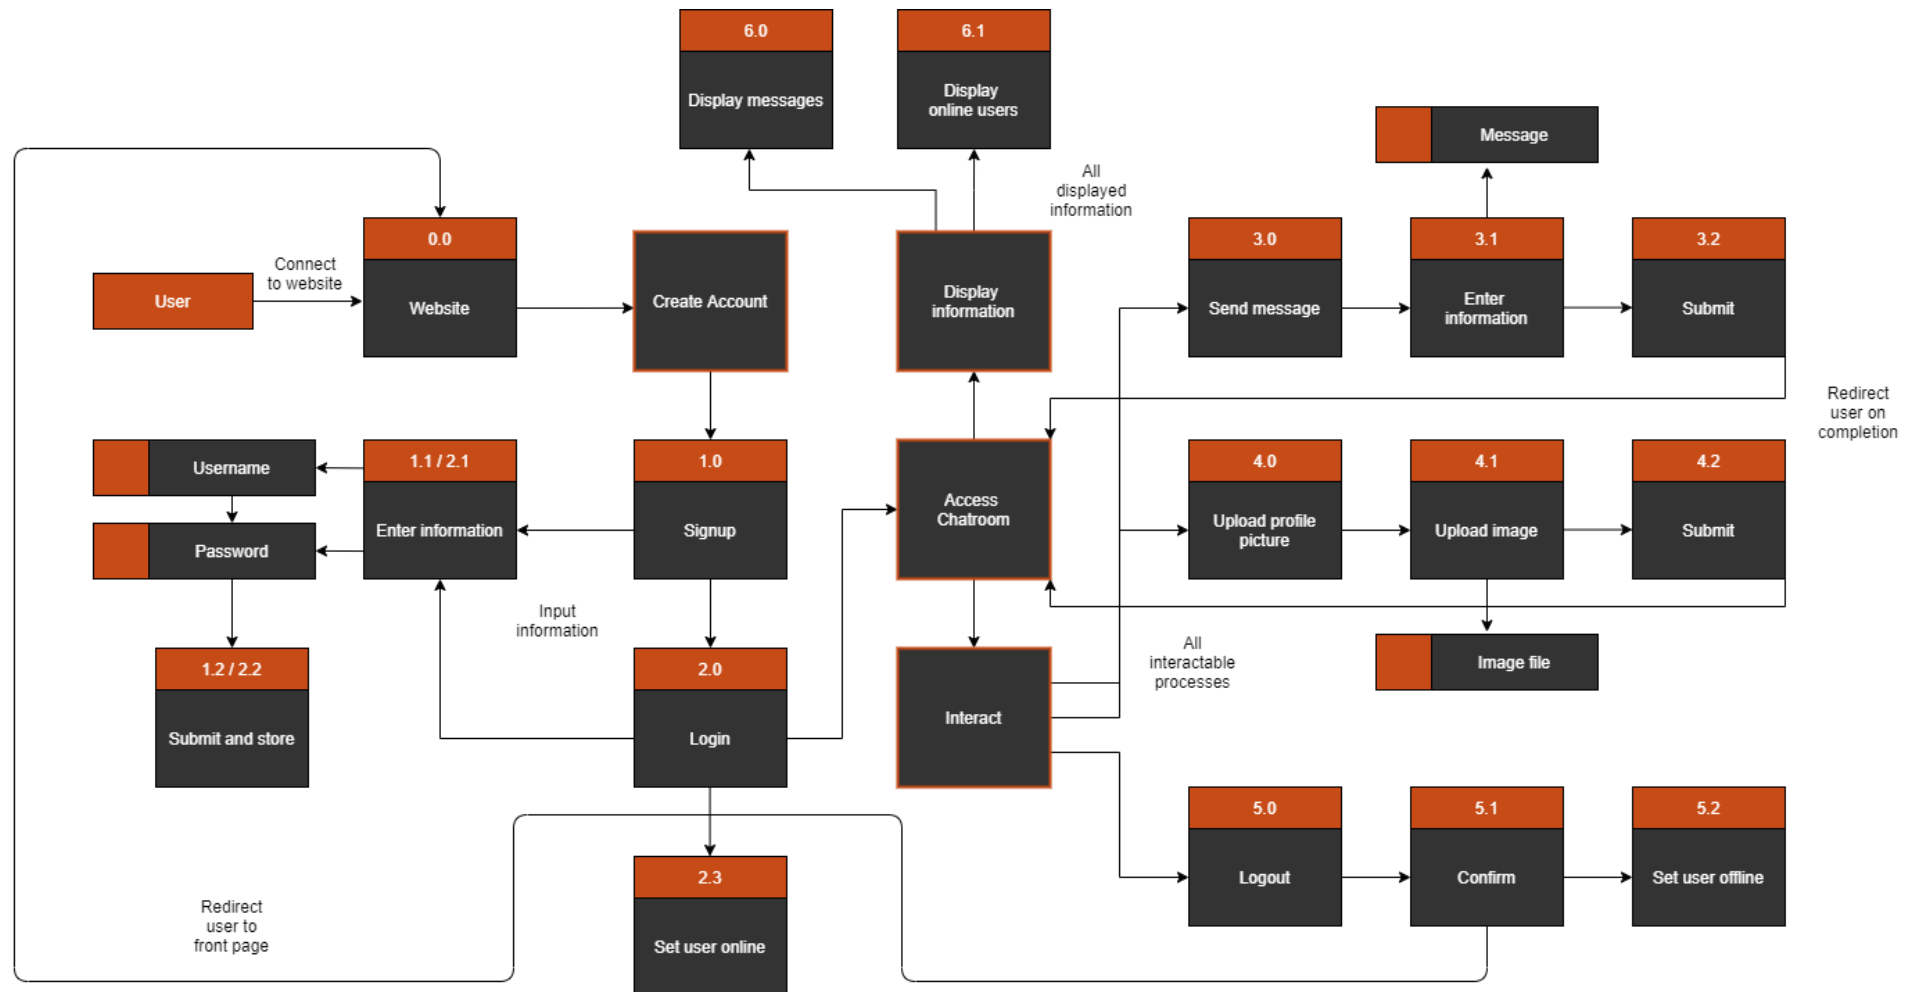 6.0
Display messages
6.1
Display
online users
All
displayed
information
Message
User
Connect
to website
0.0
Website
Create Account
Display
information
3.0
Send message
3.1
Enter
information
3.2
Submit
Redirect
user on
completion
Username
Password
1.1 / 2.1
Enter information
1.0
Signup
Access
Chatroom
4.0
Upload profile
picture
4.1
Upload image
4.2
Submit
Input
information
All
interactable
processes
Image file
1.2 / 2.2
Submit and store
2.0
Login
Interact
5.0
Logout
5.1
Confirm
5.2
Set user offline
2.3
Set user online
Redirect
user to
front page